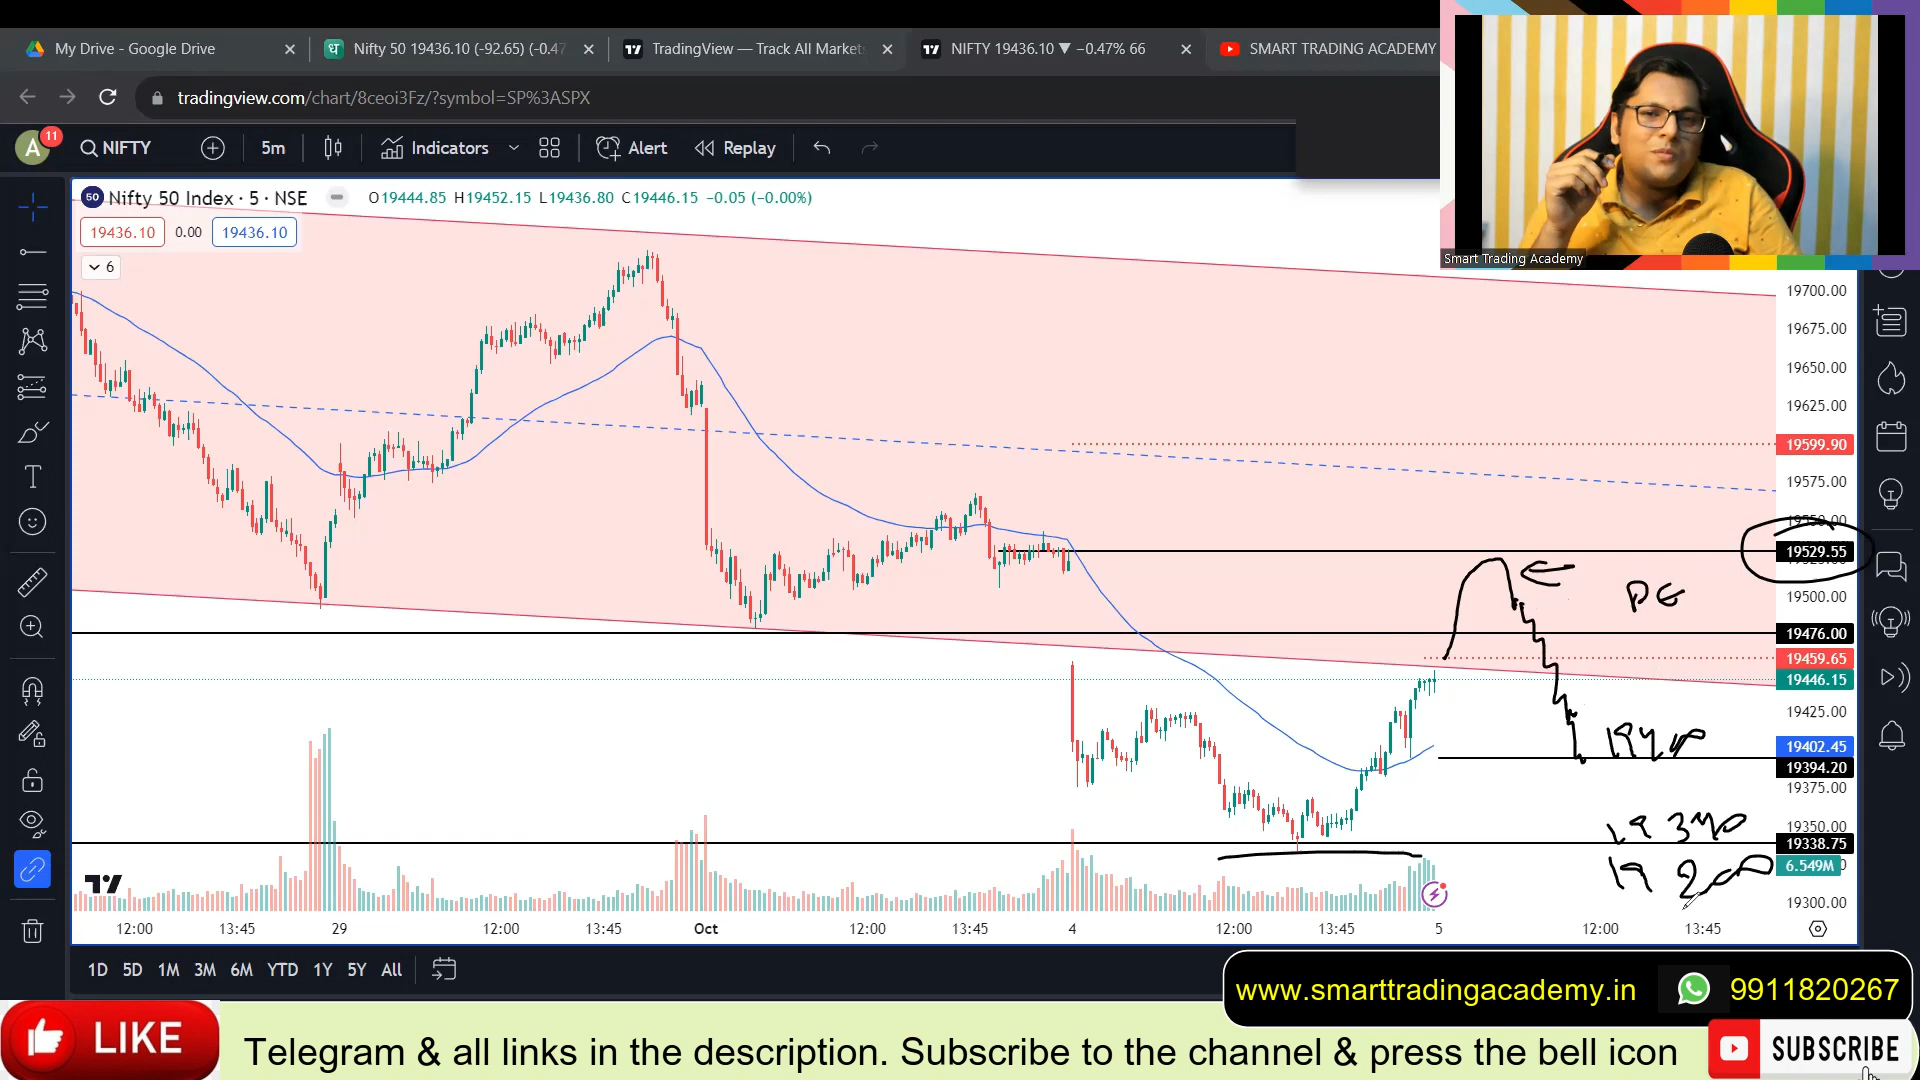 My Drive - Google Drive
Nifty 50 19436.10 (-92.65) (-0.47
TradingView — Track All Market
NIFTY 19436.10 ▼ −0.47% 66
SMART TRADING ACADEMY
tradingview.com/chart/8ceoi3Fz/?symbol=SP%3ASPX
A
11
NIFTY
5m
Indicators
Alert
Replay
Smart Trading Academy
50
Nifty 50 Index · 5 · NSE
O19444.85 H19452.15 L19436.80 C19446.15 −0.05 (−0.00%)
19436.10
0.00
19436.10
6
19700.00
19675.00
19650.00
19625.00
19599.90
19575.00
19550.00
19529.55
PE
19500.00
19476.00
19459.65
19446.15
19425.00
19400
19402.45
19394.20
19375.00
19340
19350.00
19338.75
19200
6.549M
19300.00
12:00
13:45
29
12:00
13:45
Oct
12:00
13:45
4
12:00
13:45
5
12:00
13:45
1D
5D
1M
3M
6M
YTD
1Y
5Y
All
www.smarttradingacademy.in
9911820267
LIKE
Telegram & all links in the description. Subscribe to the channel & press the bell icon
SUBSCRIBE